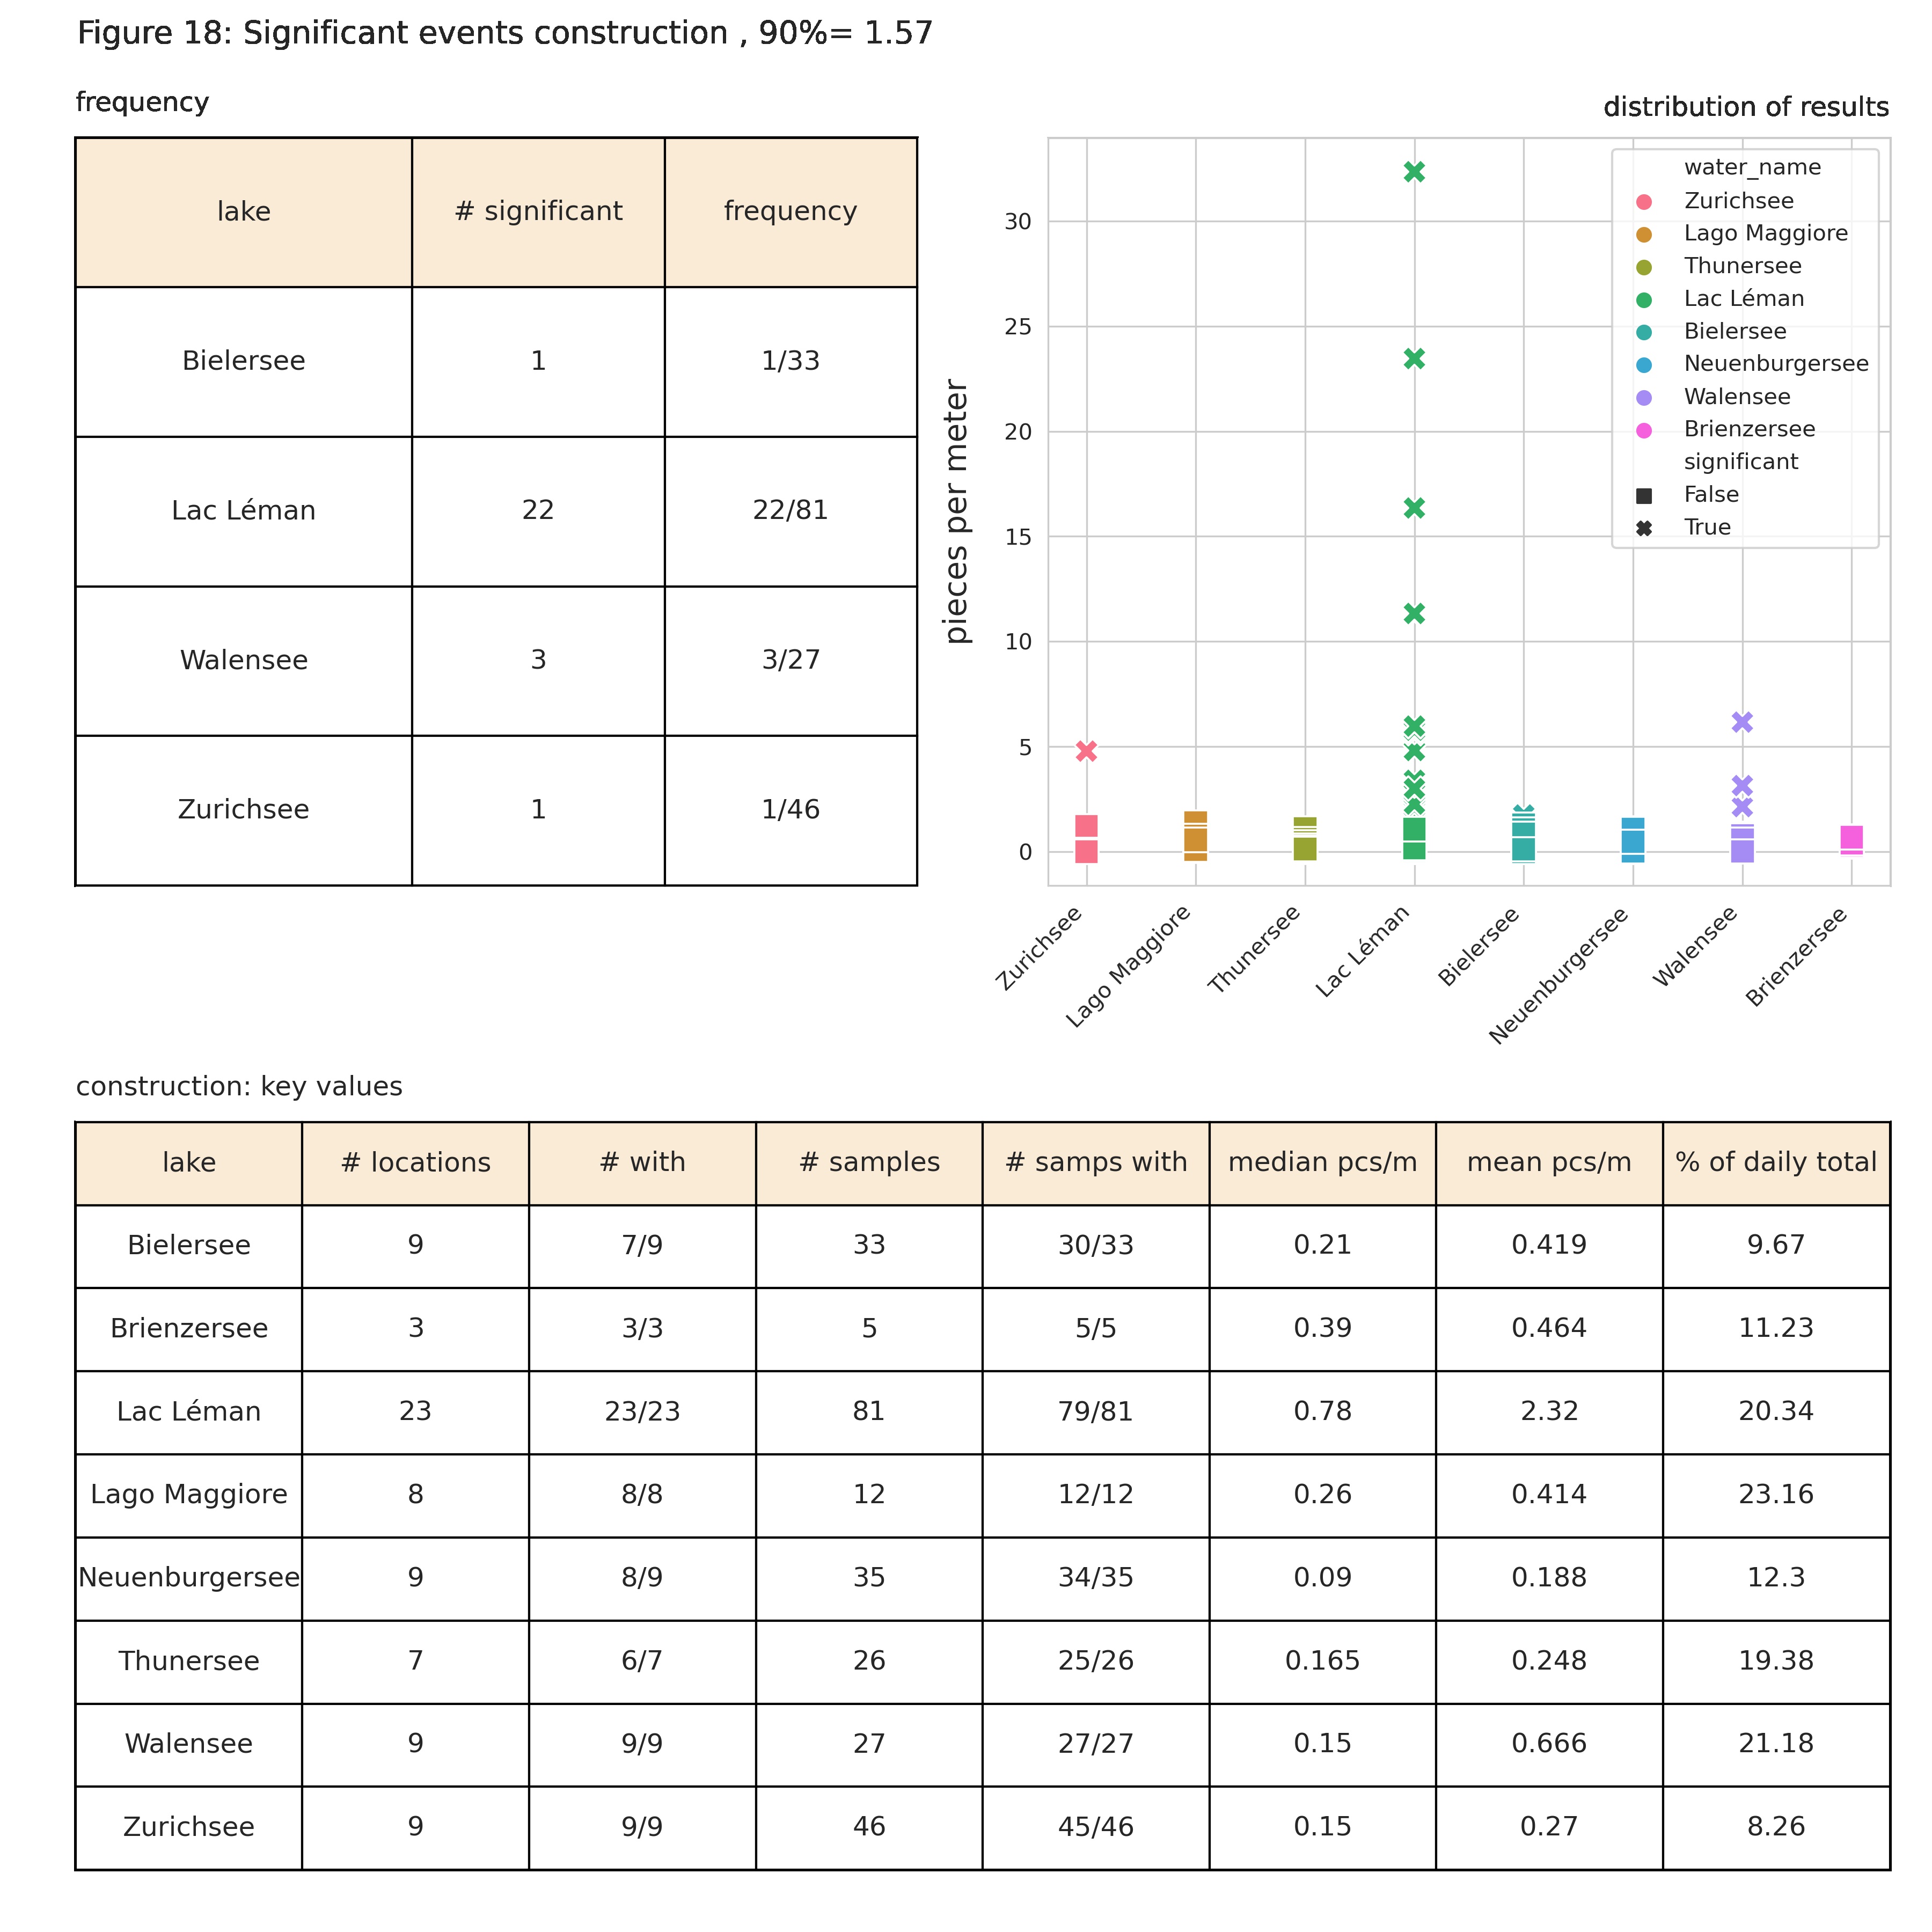 Figure 18: Significant events construction , 90%= 1.57
frequency
lake # significant frequency
Bielersee 1 1/33
Lac Léman 22 22/81
Walensee 3 3/27
Zurichsee 1 1/46
distribution of results
pieces per meter
30
25
20
15
10
5
0
water_name
Zurichsee
Lago Maggiore
Thunersee
Lac Léman
Bielersee
Neuenburgersee
Walensee
Brienzersee
significant
False
True
Zurichsee
Lago Maggiore
Thunersee
Lac Léman
Bielersee
Neuenburgersee
Walensee
Brienzersee
construction: key values
lake # locations # with # samples # samps with median pcs/m mean pcs/m % of daily total
Bielersee 9 7/9 33 30/33 0.21 0.419 9.67
Brienzersee 3 3/3 5 5/5 0.39 0.464 11.23
Lac Léman 23 23/23 81 79/81 0.78 2.32 20.34
Lago Maggiore 8 8/8 12 12/12 0.26 0.414 23.16
Neuenburgersee 9 8/9 35 34/35 0.09 0.188 12.3
Thunersee 7 6/7 26 25/26 0.165 0.248 19.38
Walensee 9 9/9 27 27/27 0.15 0.666 21.18
Zurichsee 9 9/9 46 45/46 0.15 0.27 8.26